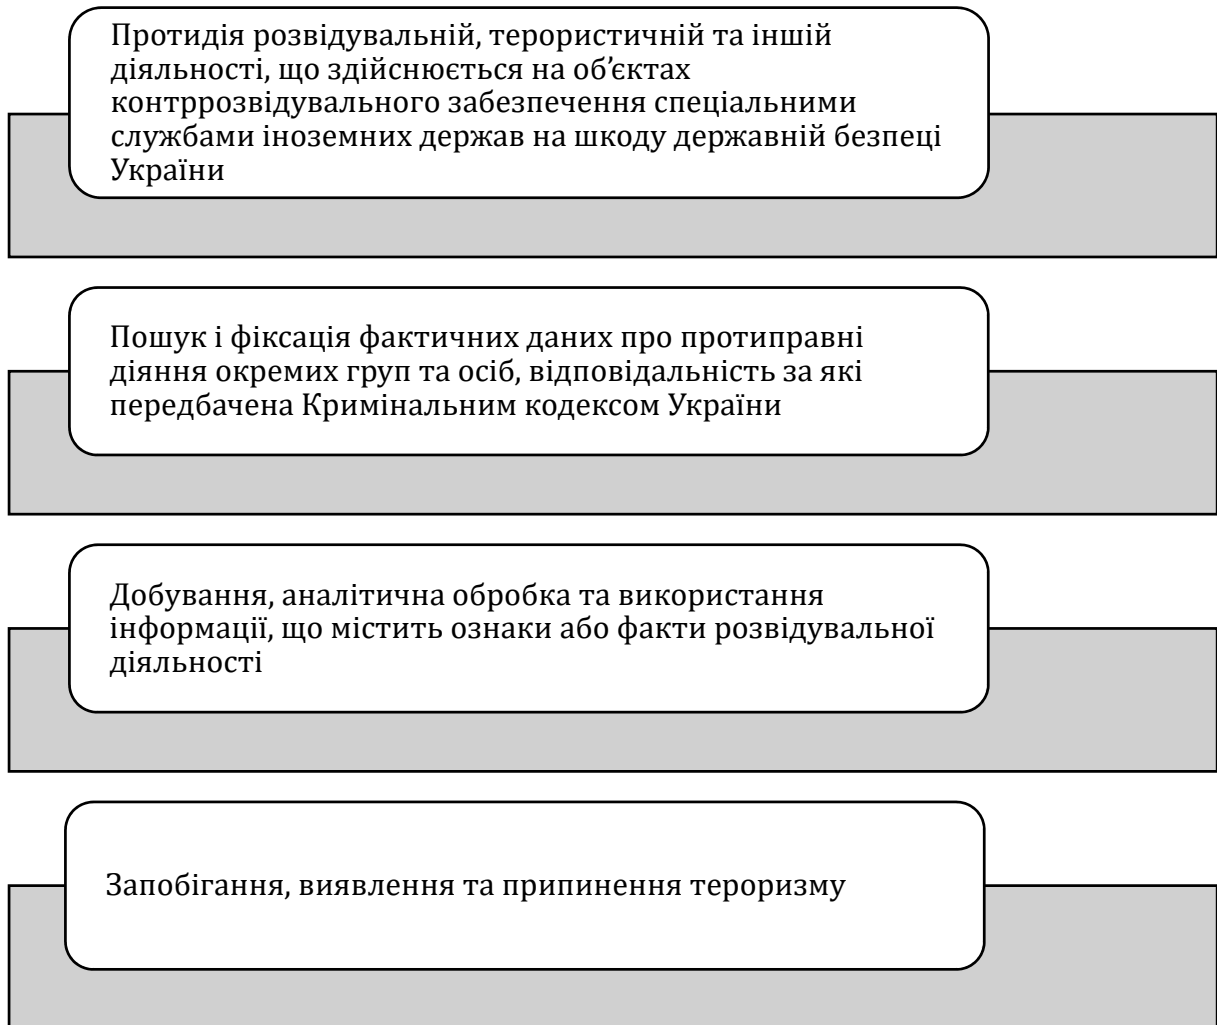 Протидія розвідувальній, терористичній та іншій
діяльності, що здійснюється на об’єктах
контррозвідувального забезпечення спеціальними
службами іноземних держав на шкоду державній безпеці
України
Пошук і фіксація фактичних даних про протиправні
діяння окремих груп та осіб, відповідальність за які
передбачена Кримінальним кодексом України
Добування, аналітична обробка та використання
інформації, що містить ознаки або факти розвідувальної
діяльності
Запобігання, виявлення та припинення тероризму